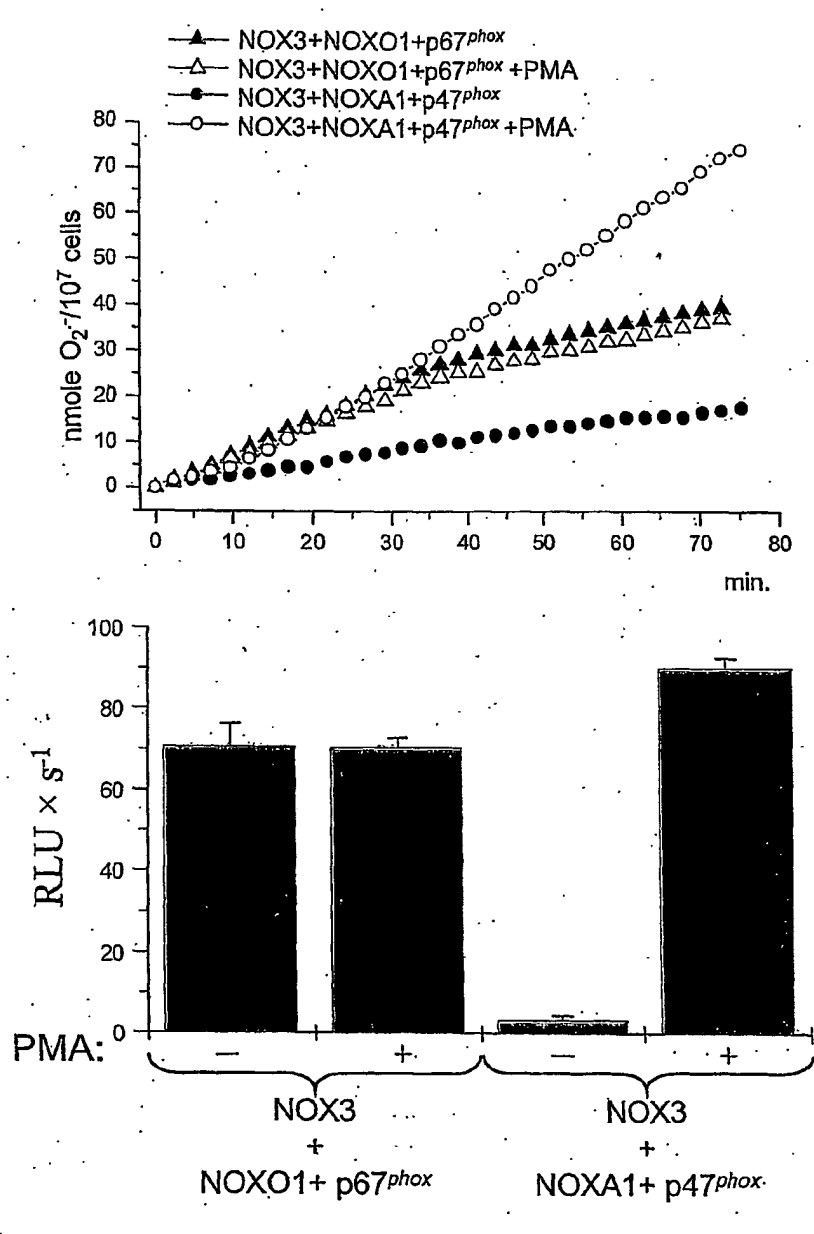 NOX3+NOXO1+p67phox
NOX3+NOXO1+p67phox +PMA
NOX3+NOXA1+p47phox
NOX3+NOXA1+p47phox +PMA
80
70
60
50
40
30
20
10
0
nmole O2-/10^7 cells
0 10 20 30 40 50 60 70 80
min.
100
80
60
40
20
0
RLU × s-1
PMA: – + – +
NOX3 NOX3
+ +
NOXO1+ p67phox NOXA1+ p47phox